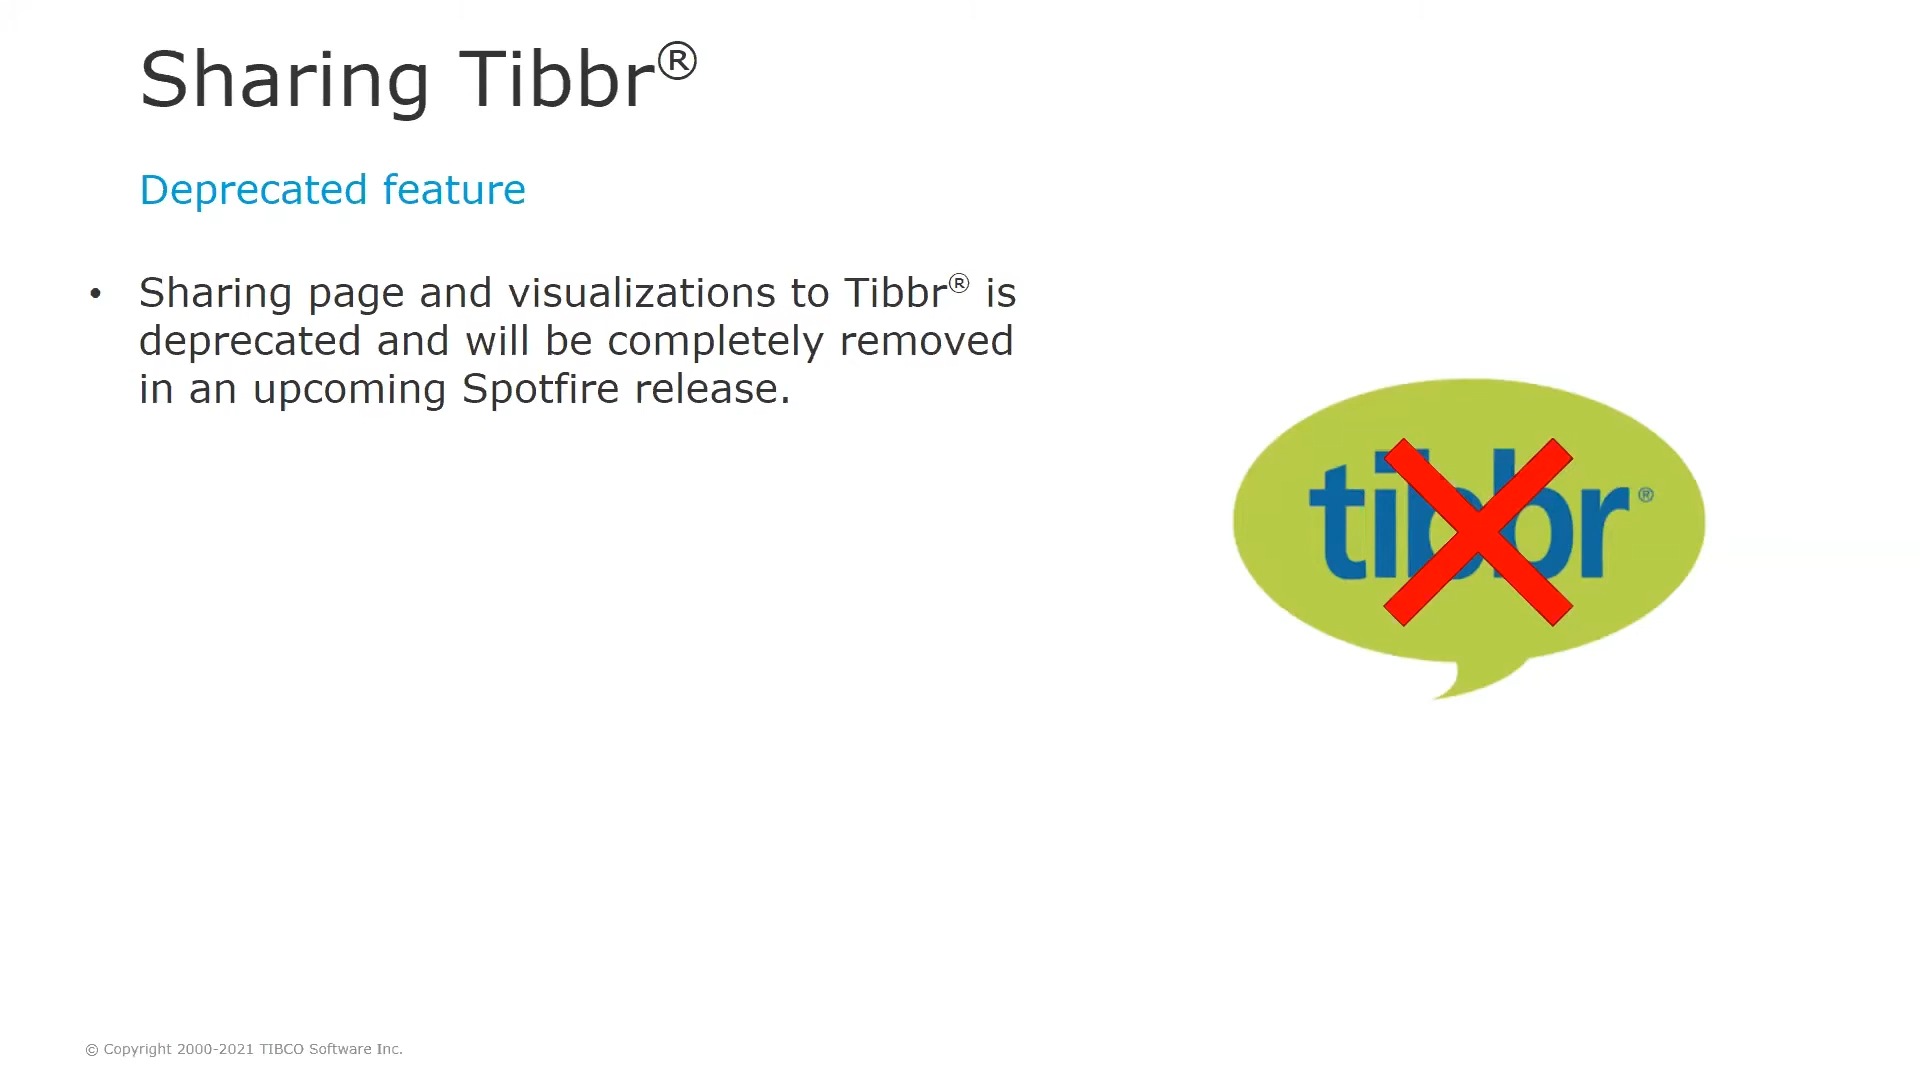 Sharing Tibbr®
Deprecated feature
• Sharing page and visualizations to Tibbr® is
deprecated and will be completely removed
in an upcoming Spotfire release.
tibbr®
© Copyright 2000-2021 TIBCO Software Inc.